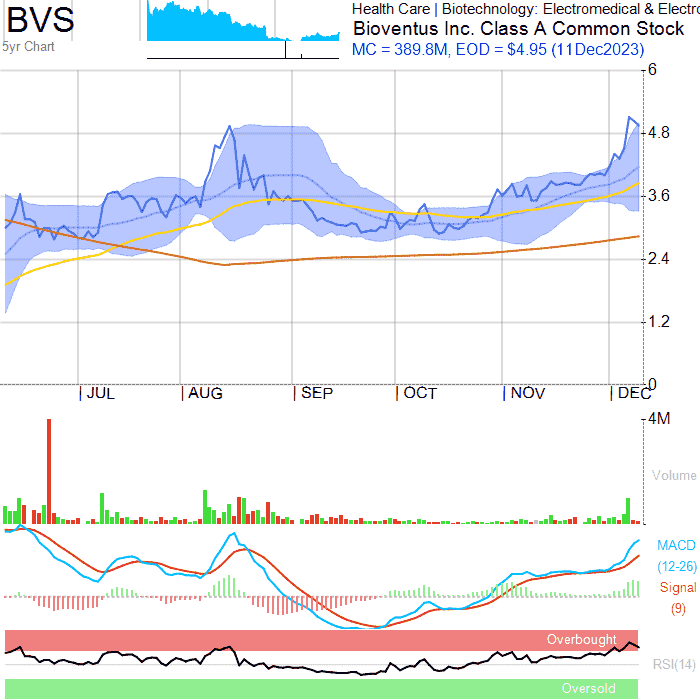 BVS
5yr Chart
Health Care | Biotechnology: Electromedical & Electro
Bioventus Inc. Class A Common Stock
MC = 389.8M, EOD = $4.95 (11Dec2023)
6
4.8
3.6
2.4
1.2
0
JUL
AUG
SEP
OCT
NOV
DEC
4M
Volume
MACD
(12-26)
Signal
(9)
Overbought
RSI(14)
Oversold